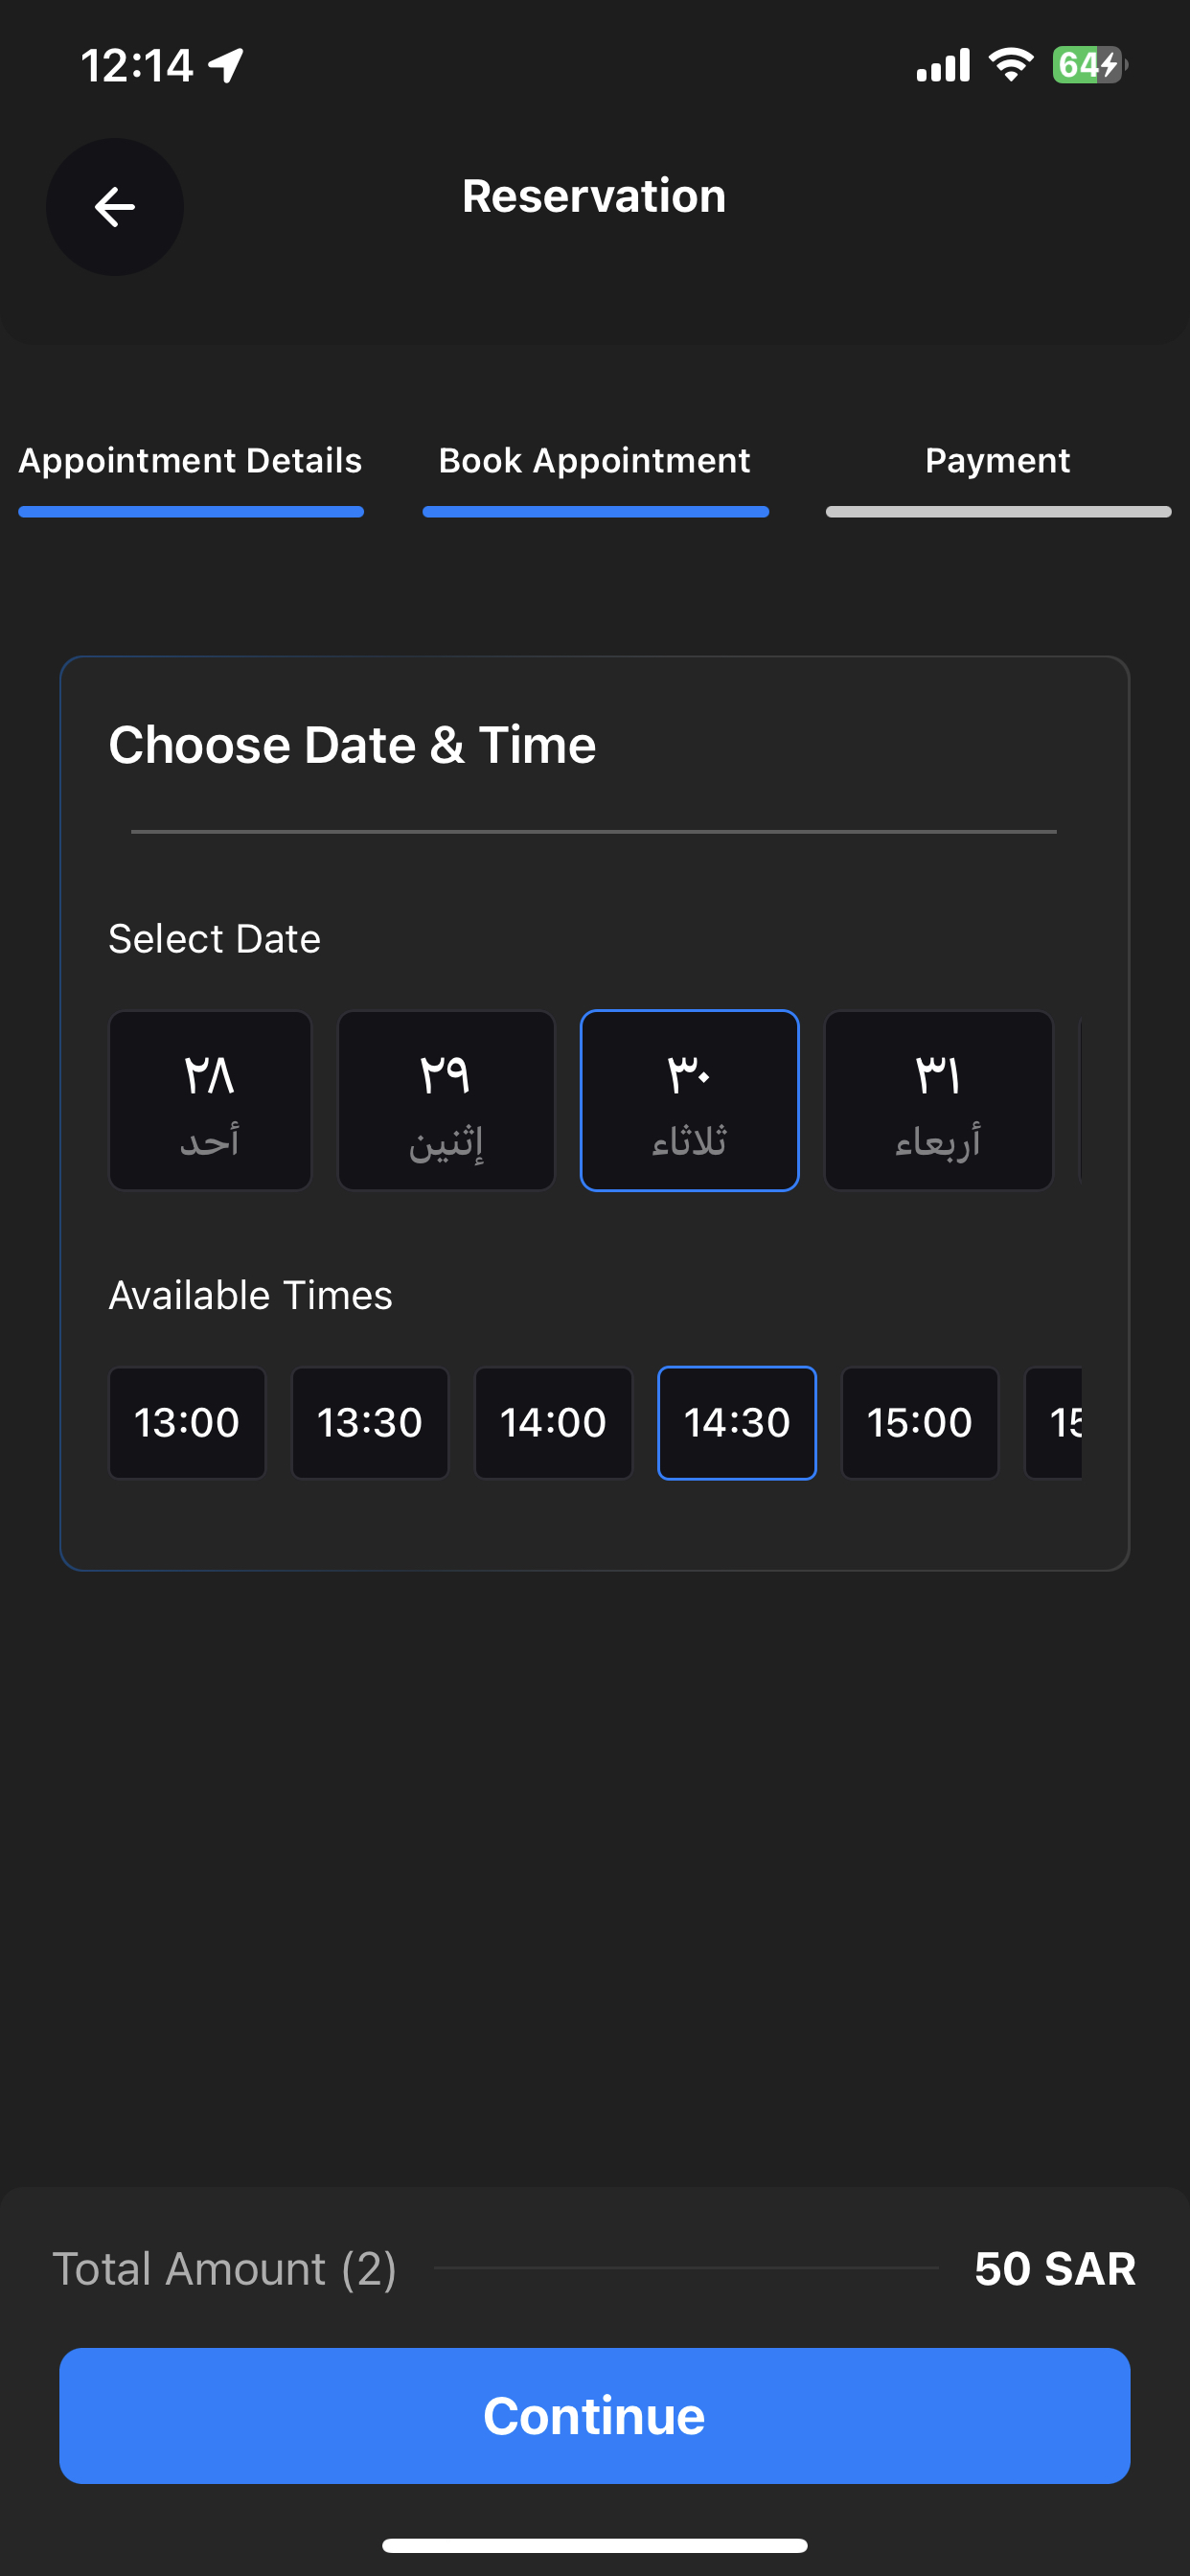 12:14
64
Reservation
Appointment Details
Book Appointment
Payment
Choose Date & Time
Select Date
٢٨
أحد
٢٩
إثنين
٣٠
ثلاثاء
٣١
أربعاء
Available Times
13:00
13:30
14:00
14:30
15:00
Total Amount (2)
50 SAR
Continue